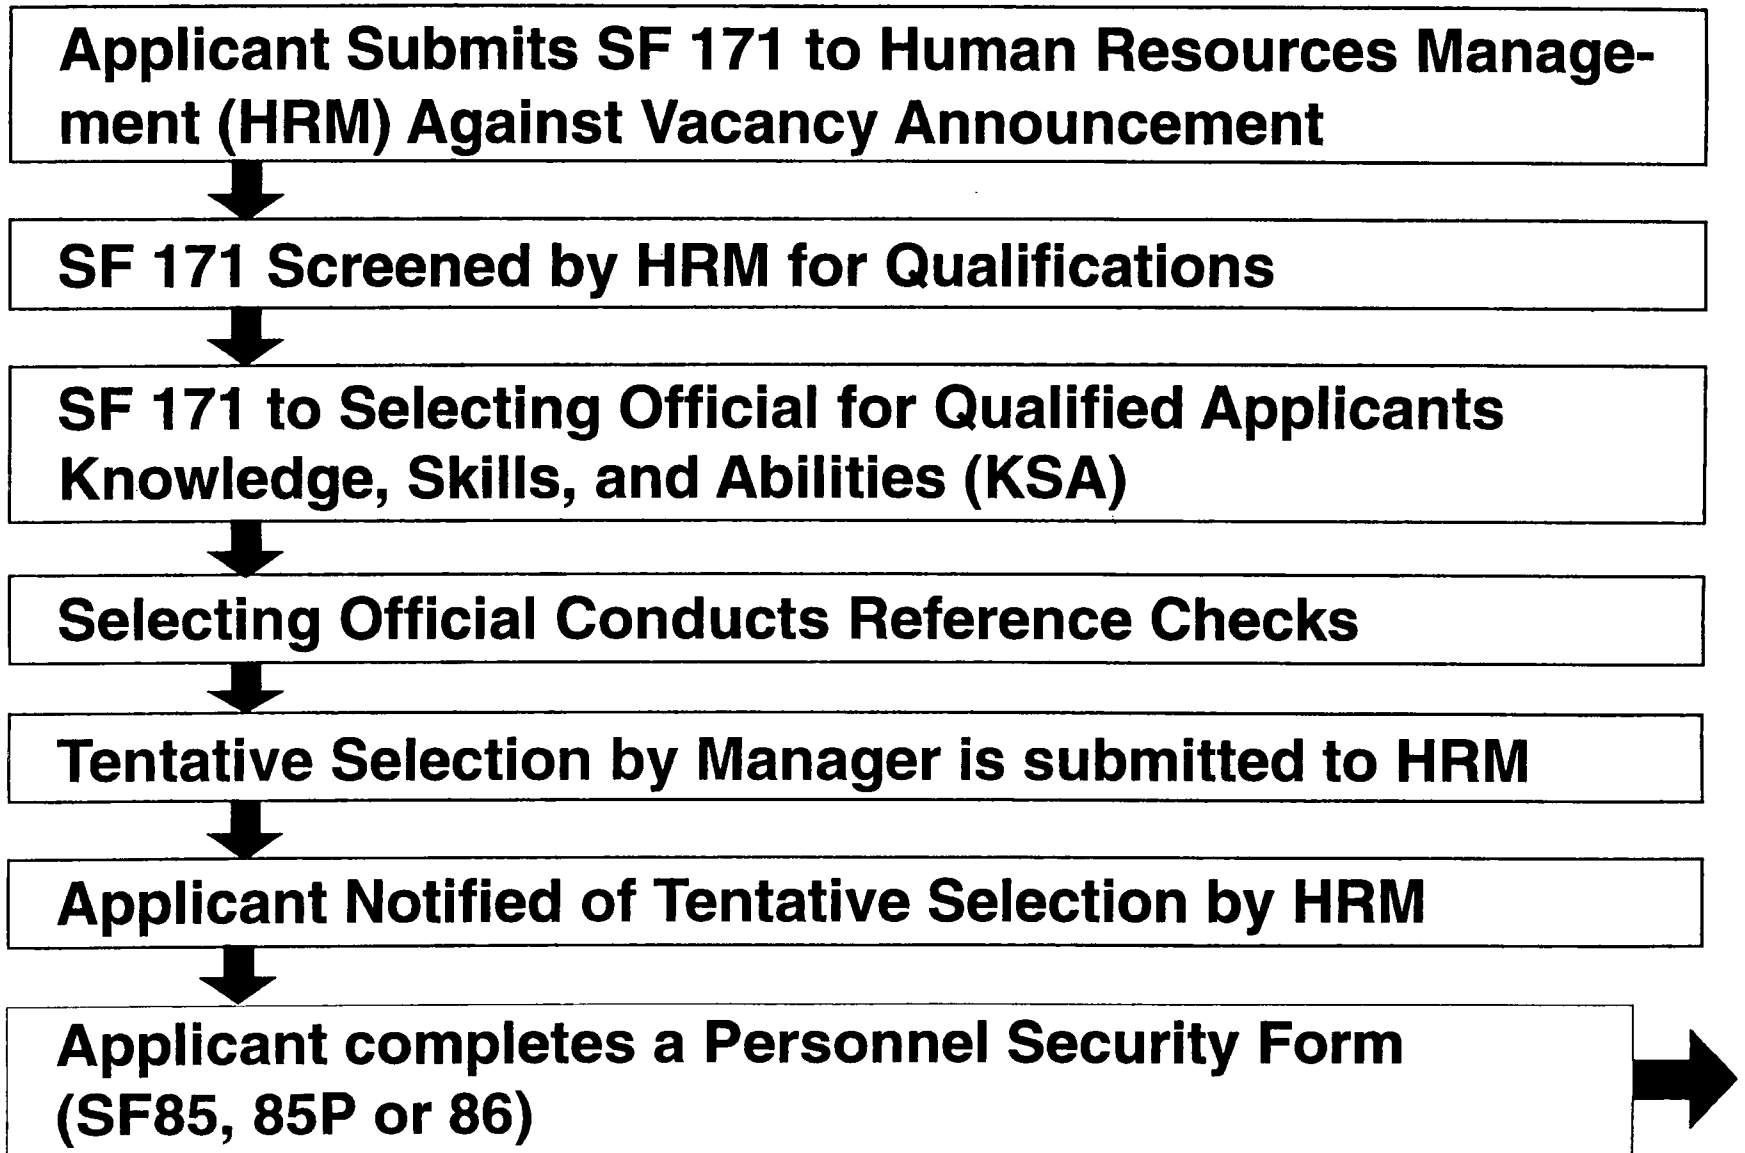 Applicant Submits SF 171 to Human Resources Manage-
ment (HRM) Against Vacancy Announcement
SF 171 Screened by HRM for Qualifications
SF 171 to Selecting Official for Qualified Applicants
Knowledge, Skills, and Abilities (KSA)
Selecting Official Conducts Reference Checks
Tentative Selection by Manager is submitted to HRM
Applicant Notified of Tentative Selection by HRM
Applicant completes a Personnel Security Form
(SF85, 85P or 86)